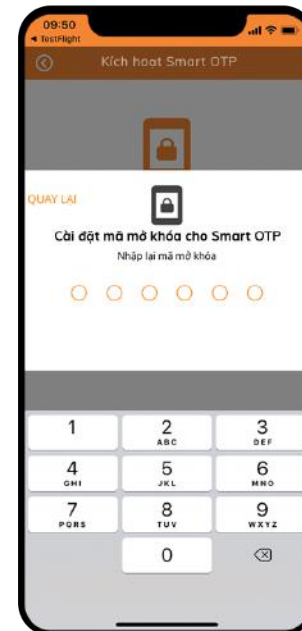 09:50
◀ TestFlight
Kích hoạt Smart OTP
QUAY LẠI
Cài đặt mã mở khóa cho Smart OTP
Nhập lại mã mở khóa
1 2 3
ABC DEF
4 5 6
GHI JKL MNO
7 8 9
PQRS TUV WXYZ
0